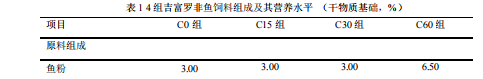 表 1 4 组吉富罗非鱼饲料组成及其营养水平 （干物质基础，%）
项目 C0 组 C15 组 C30 组 C60 组
原料组成
鱼粉 3.00 3.00 3.00 6.50